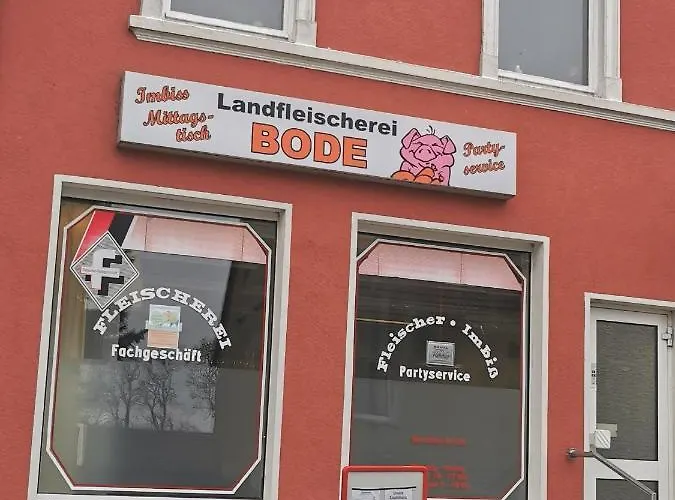 Imbiss
Mittags-
tisch
Landfleischerei
BODE
Party-
service
F
FLEISCHEREI
Fachgeschäft
Fleischer • Imbiß
Partyservice